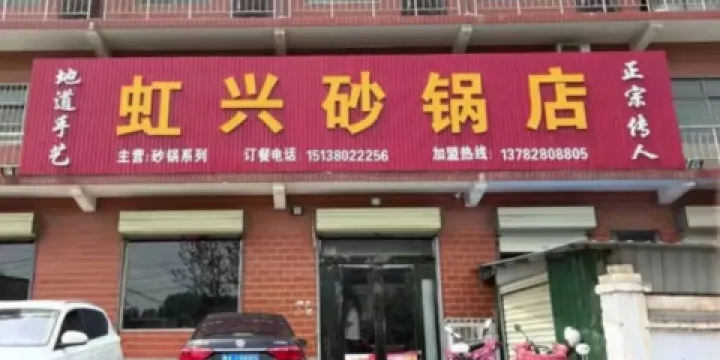 地道手艺
虹兴砂锅店
正宗传人
主营:砂锅系列 订餐电话: 15138022256 加盟热线: 13782808805